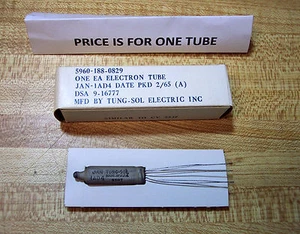 PRICE IS FOR ONE TUBE
5960-188-0829
ONE EA ELECTRON TUBE
JAN-1AD4 DATE PKD 2/65 (A)
DSA 9-16777
MFD BY TUNG-SOL ELECTRIC INC